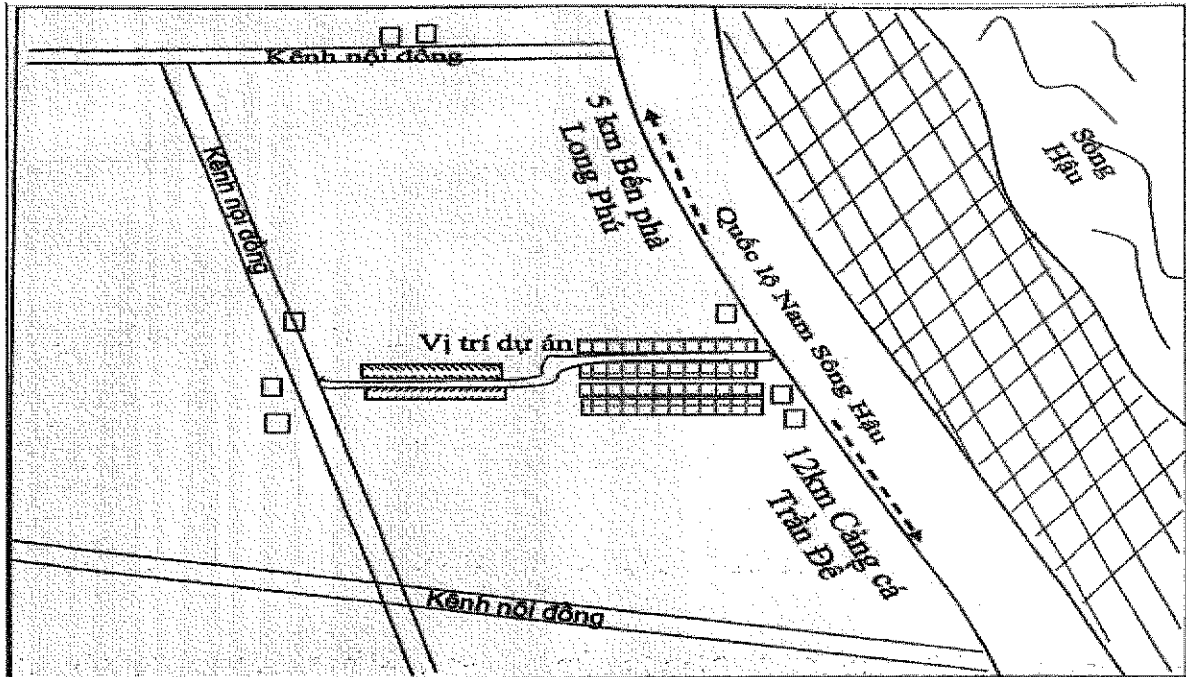 Kênh nội đồng
Kênh nội đồng
5 km Bến phà
Long Phú
Sông
Hậu
Quốc lộ Nam Sông Hậu
Vị trí dự án
12km Cảng cá
Trần Đề
Kênh nội đồng